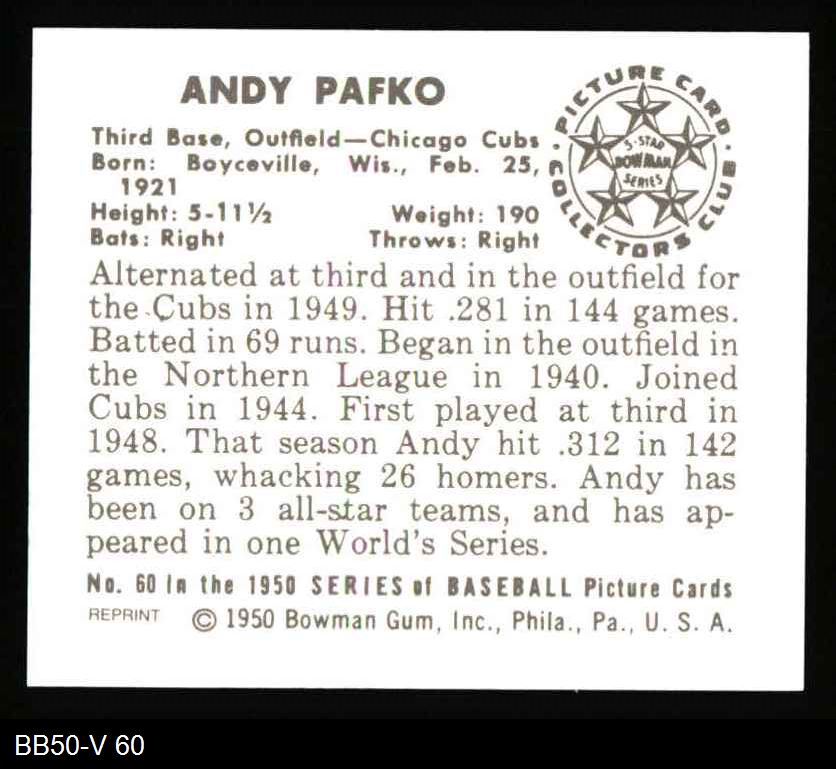 ANDY PAFKO
Third Base, Outfield—Chicago Cubs
Born: Boyceville, Wis., Feb. 25,
1921
Height: 5-11½ Weight: 190
Bats: Right Throws: Right
PICTURE CARD
COLLECTORS CLUB
5-STAR
BOWMAN
SERIES
Alternated at third and in the outfield for
the Cubs in 1949. Hit .281 in 144 games.
Batted in 69 runs. Began in the outfield in
the Northern League in 1940. Joined
Cubs in 1944. First played at third in
1948. That season Andy hit .312 in 142
games, whacking 26 homers. Andy has
been on 3 all-star teams, and has ap-
peared in one World's Series.
No. 60 in the 1950 SERIES of BASEBALL Picture Cards
REPRINT © 1950 Bowman Gum, Inc., Phila., Pa., U. S. A.
BB50-V 60